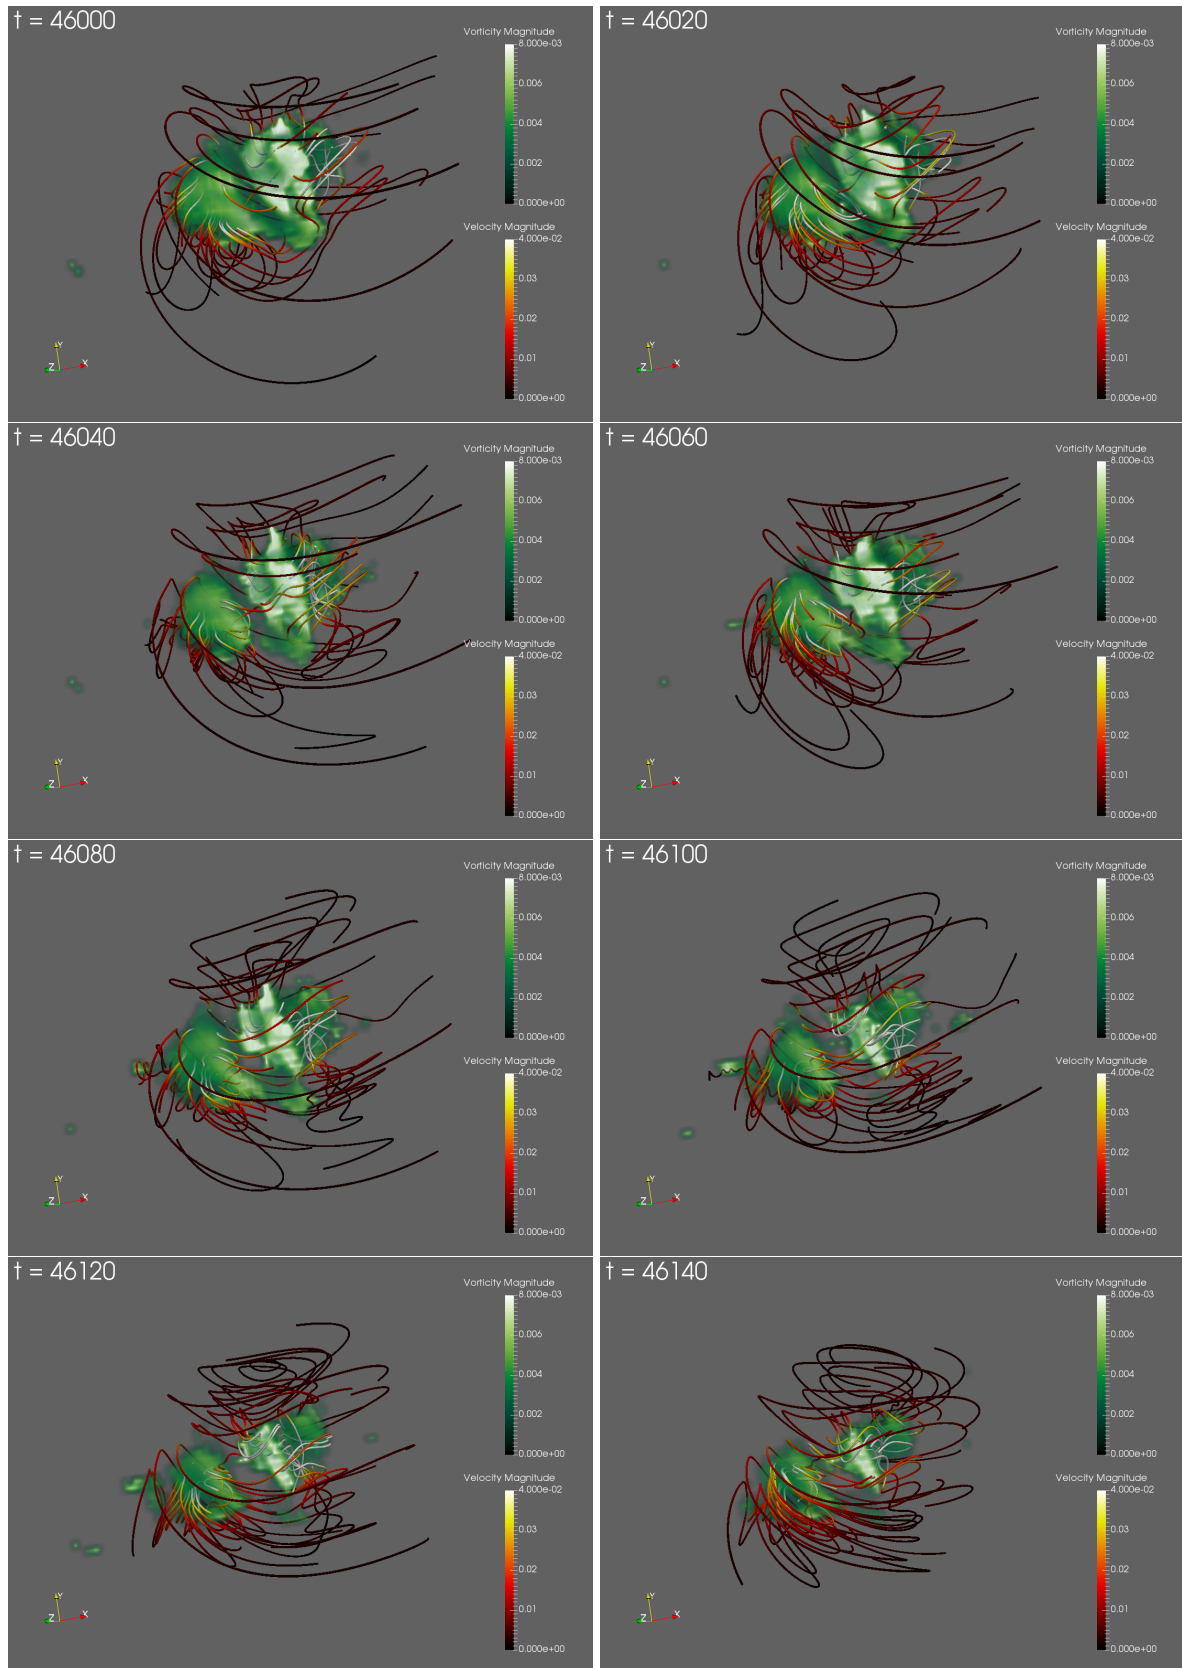 t = 46000
Vorticity Magnitude
8.000e-03
0.006
0.004
0.002
0.000e+00
Velocity Magnitude
4.000e-02
0.03
0.02
0.01
0.000e+00
Y
Z
X
t = 46020
Vorticity Magnitude
8.000e-03
0.006
0.004
0.002
0.000e+00
Velocity Magnitude
4.000e-02
0.03
0.02
0.01
0.000e+00
Y
Z
X
t = 46040
Vorticity Magnitude
8.000e-03
0.006
0.004
0.002
0.000e+00
Velocity Magnitude
4.000e-02
0.03
0.02
0.01
0.000e+00
Y
Z
X
t = 46060
Vorticity Magnitude
8.000e-03
0.006
0.004
0.002
0.000e+00
Velocity Magnitude
4.000e-02
0.03
0.02
0.01
0.000e+00
Y
Z
X
t = 46080
Vorticity Magnitude
8.000e-03
0.006
0.004
0.002
0.000e+00
Velocity Magnitude
4.000e-02
0.03
0.02
0.01
0.000e+00
Y
Z
X
t = 46100
Vorticity Magnitude
8.000e-03
0.006
0.004
0.002
0.000e+00
Velocity Magnitude
4.000e-02
0.03
0.02
0.01
0.000e+00
Y
Z
X
t = 46120
Vorticity Magnitude
8.000e-03
0.006
0.004
0.002
0.000e+00
Velocity Magnitude
4.000e-02
0.03
0.02
0.01
0.000e+00
Y
Z
X
t = 46140
Vorticity Magnitude
8.000e-03
0.006
0.004
0.002
0.000e+00
Velocity Magnitude
4.000e-02
0.03
0.02
0.01
0.000e+00
Y
Z
X